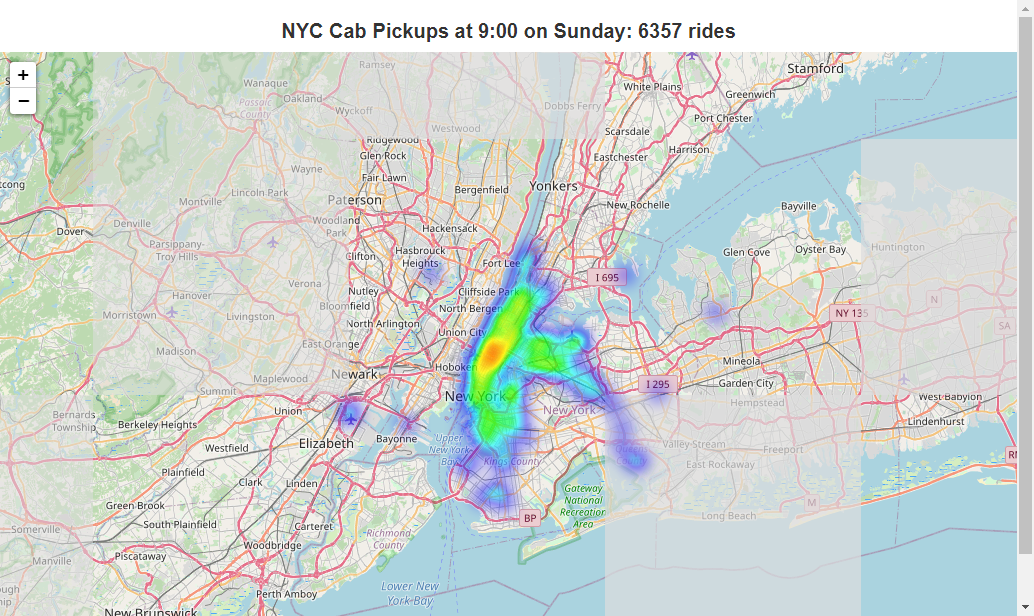 NYC Cab Pickups at 9:00 on Sunday: 6357 rides
+
−
Ramsey
Stamford
Wanaque
White Plains
Greenwich
Oakland
Passaic
County
Wyckoff
Dobbs Ferry
Port Chester
Westwood
Scarsdale
Ridgewood
Glen Rock
Harrison
Eastchester
Wayne
Fair Lawn
Bergenfield
Yonkers
Lincoln Park
Paterson
Montville
New Rochelle
Bayville
Denville
Woodland
Park
Hackensack
Dover
Parsippany-
Troy Hills
Clifton
Hasbrouck
Heights
Fort Lee
Glen Cove
Oyster Bay
Huntington
I 695
Verona
Nutley
Cliffside Park
Hanover
Bloomfield
North Bergen
N
Morristown
Livingston
North Arlington
NY 135
Union City
SA
East Orange
Madison
Hoboken
Mineola
Newark
Maplewood
I 295
Garden City
Summit
New York
West Babylon
Hempstead
Union
New York
Bernards
Township
Berkeley Heights
Lindenhurst
Elizabeth
Bayonne
Upper
New York
Bay
Valley Stream
Freeport
Westfield
Kings County
East Rockaway
Plainfield
Clark
Linden
Gateway
National
Recreation
Area
M
Green Brook
South Plainfield
BP
Long Beach
Carteret
Somerville
Richmond
County
Woodbridge
Piscataway
Manville
Lower New
York Bay
Perth Amboy
New Brunswick